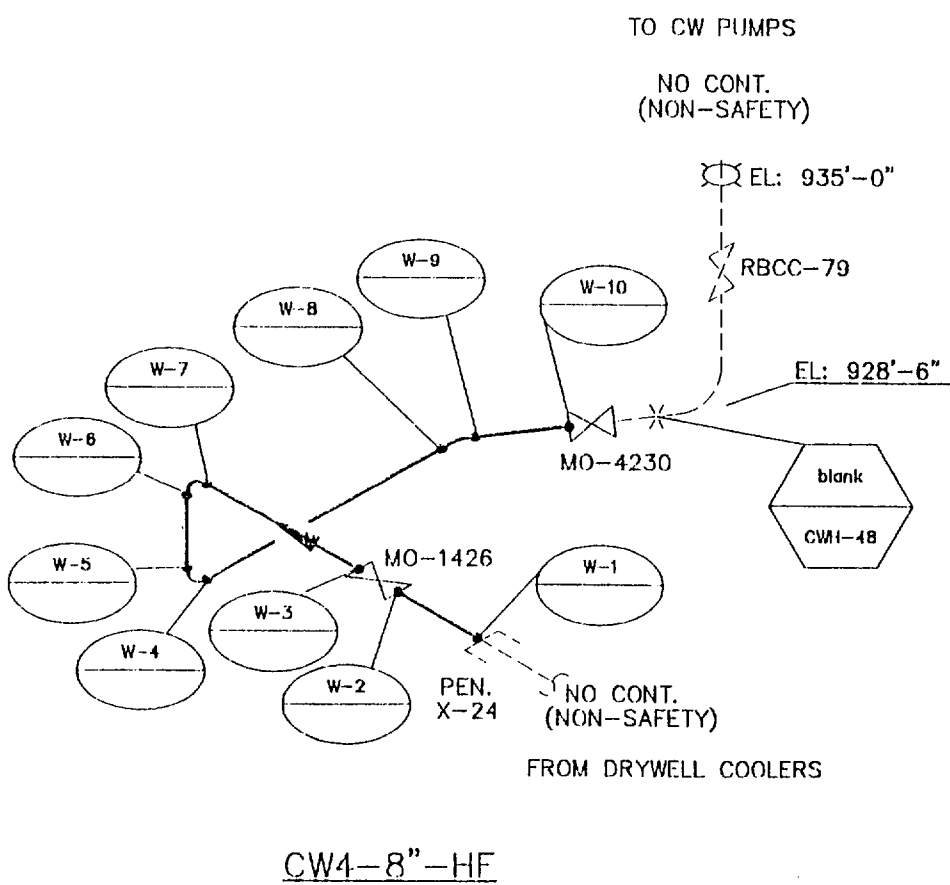 TO CW PUMPS
NO CONT.
(NON-SAFETY)
EL: 935'-0"
RBCC-79
W-9
W-10
W-8
W-7
EL: 928'-6"
W-6
MO-4230
blank
CWH-48
W-5
MO-1426
W-1
W-3
W-4
W-2
PEN.
X-24
NO CONT.
(NON-SAFETY)
FROM DRYWELL COOLERS
CW4-8"-HF